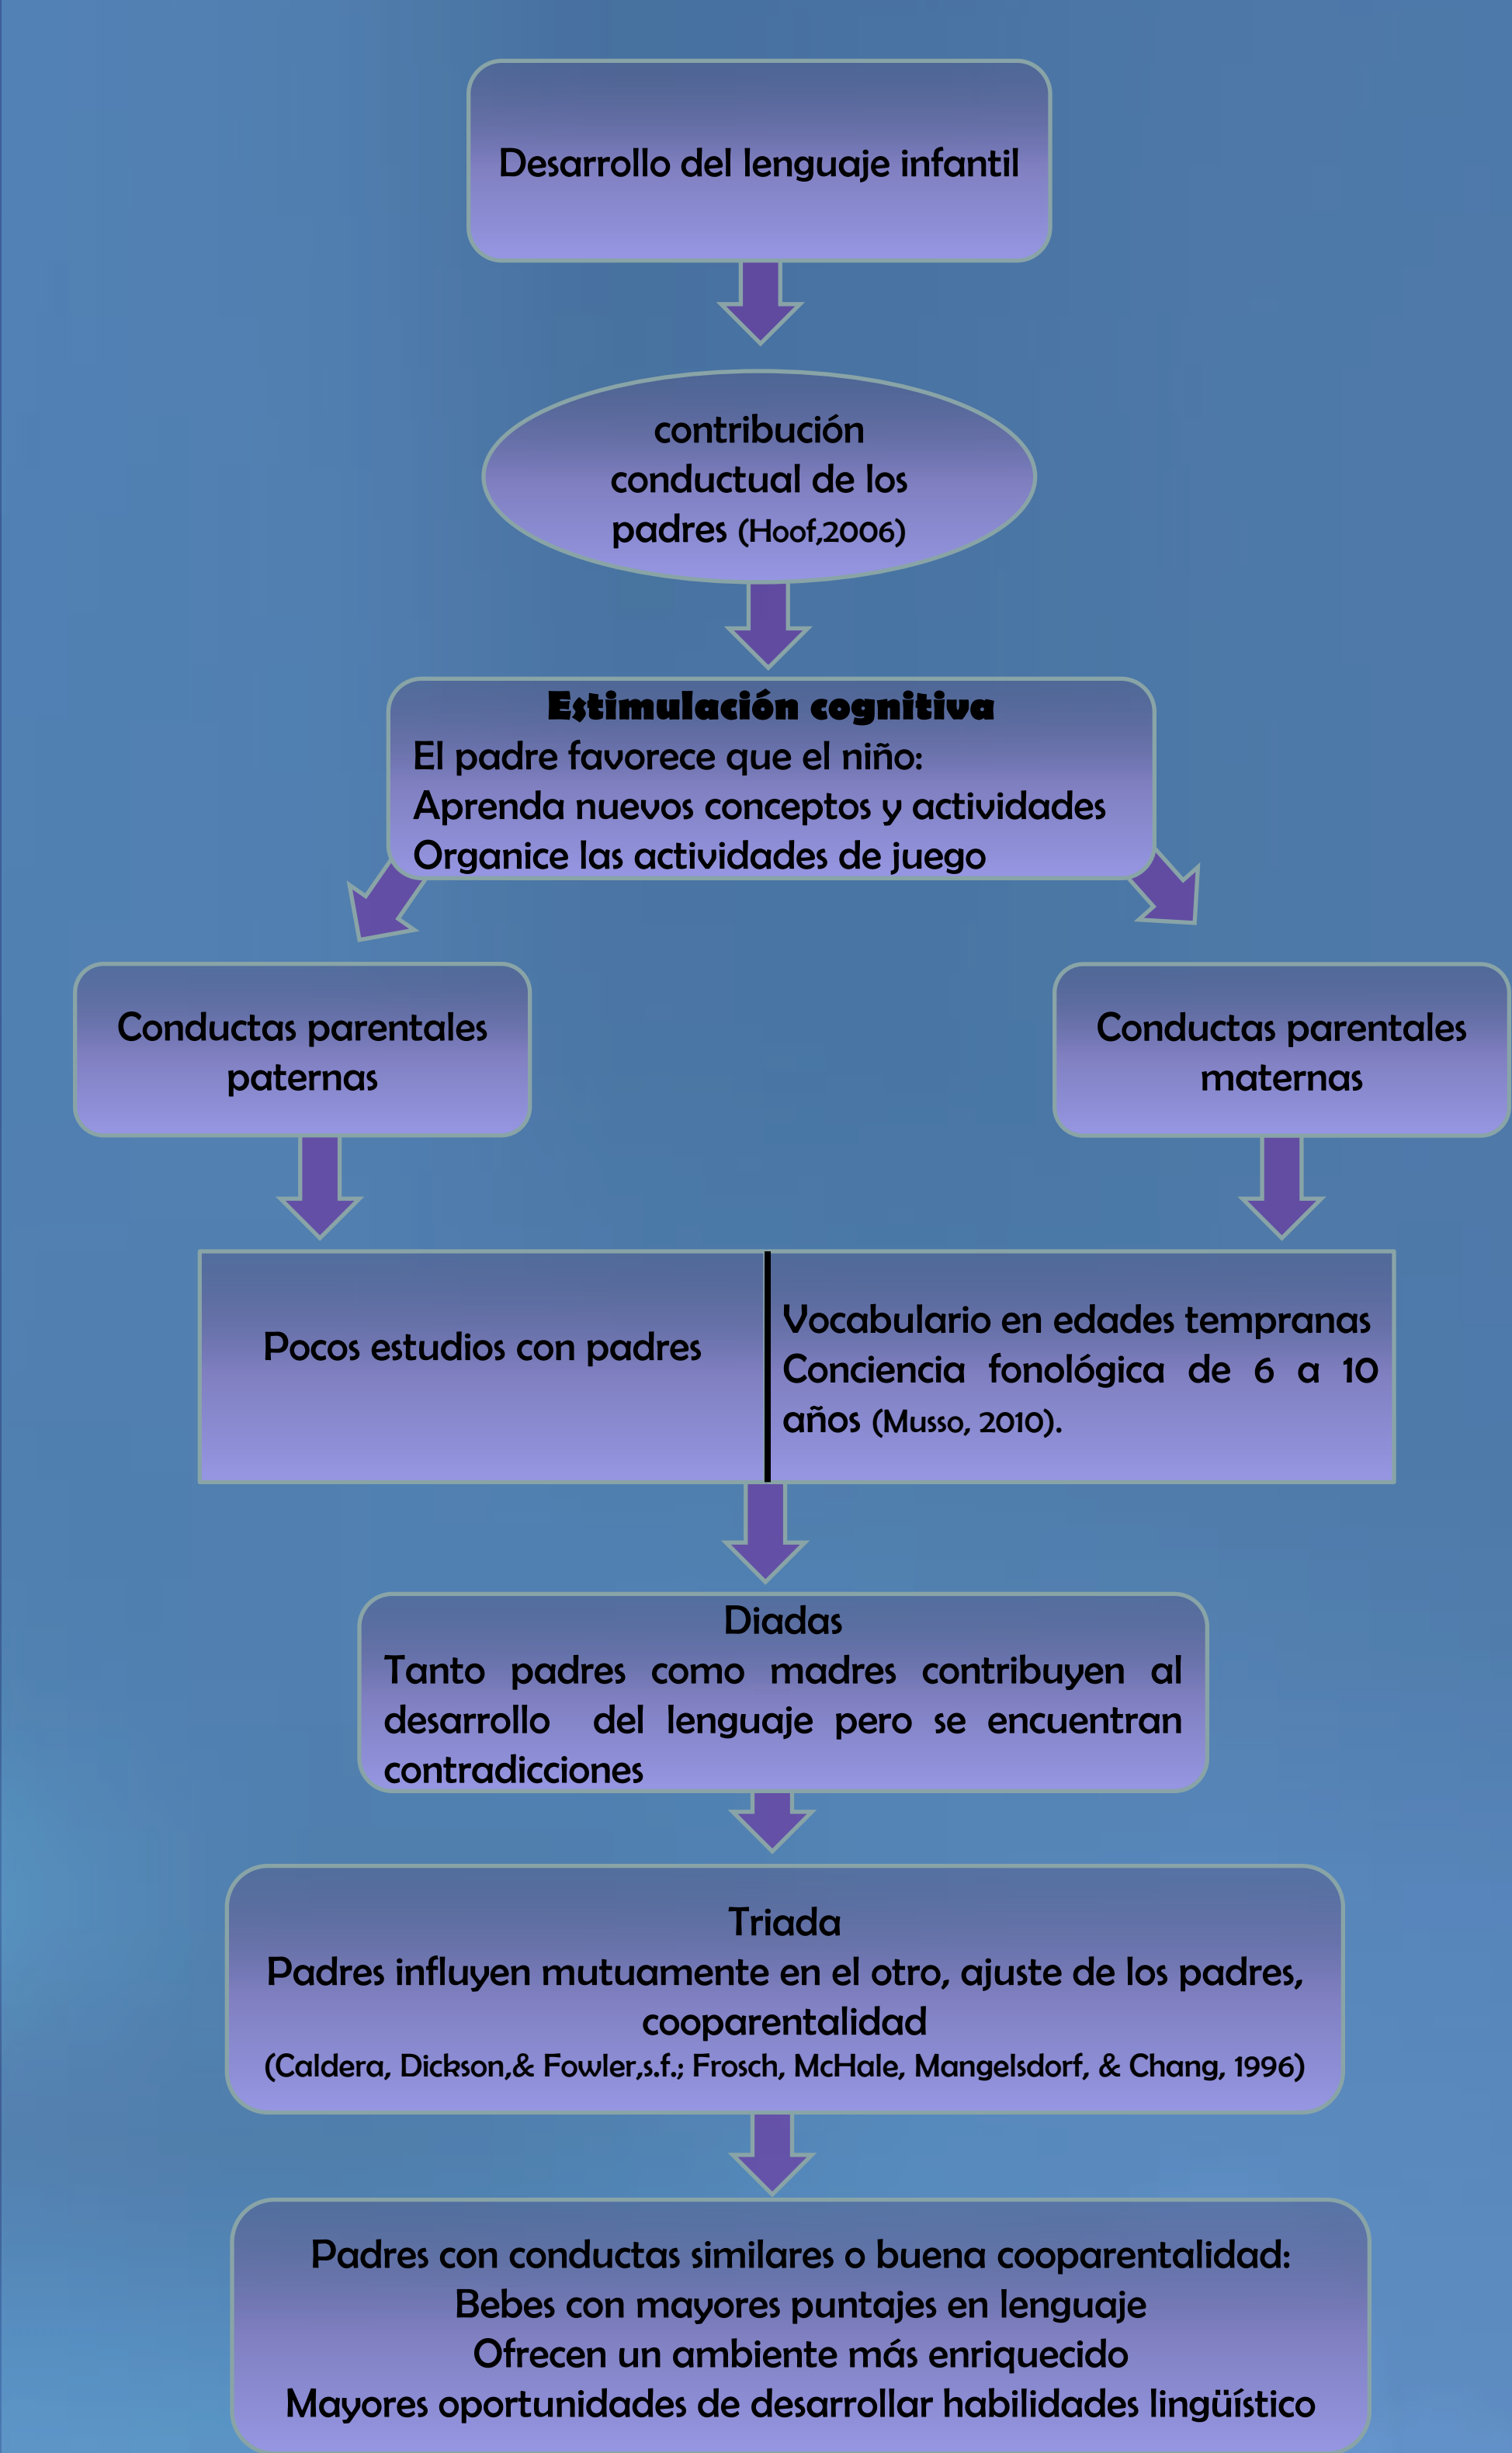 Desarrollo del lenguaje infantil
contribución
conductual de los
padres (Hoof,2006)
Estimulación cognitiva
El padre favorece que el niño:
Aprenda nuevos conceptos y actividades
Organice las actividades de juego
Conductas parentales
paternas
Conductas parentales
maternas
Pocos estudios con padres
Vocabulario en edades tempranas
Conciencia fonológica de 6 a 10
años (Musso, 2010).
Diadas
Tanto padres como madres contribuyen al
desarrollo del lenguaje pero se encuentran
contradicciones
Triada
Padres influyen mutuamente en el otro, ajuste de los padres,
cooparentalidad
(Caldera, Dickson,& Fowler,s.f.; Frosch, McHale, Mangelsdorf, & Chang, 1996)
Padres con conductas similares o buena cooparentalidad:
Bebes con mayores puntajes en lenguaje
Ofrecen un ambiente más enriquecido
Mayores oportunidades de desarrollar habilidades lingüístico